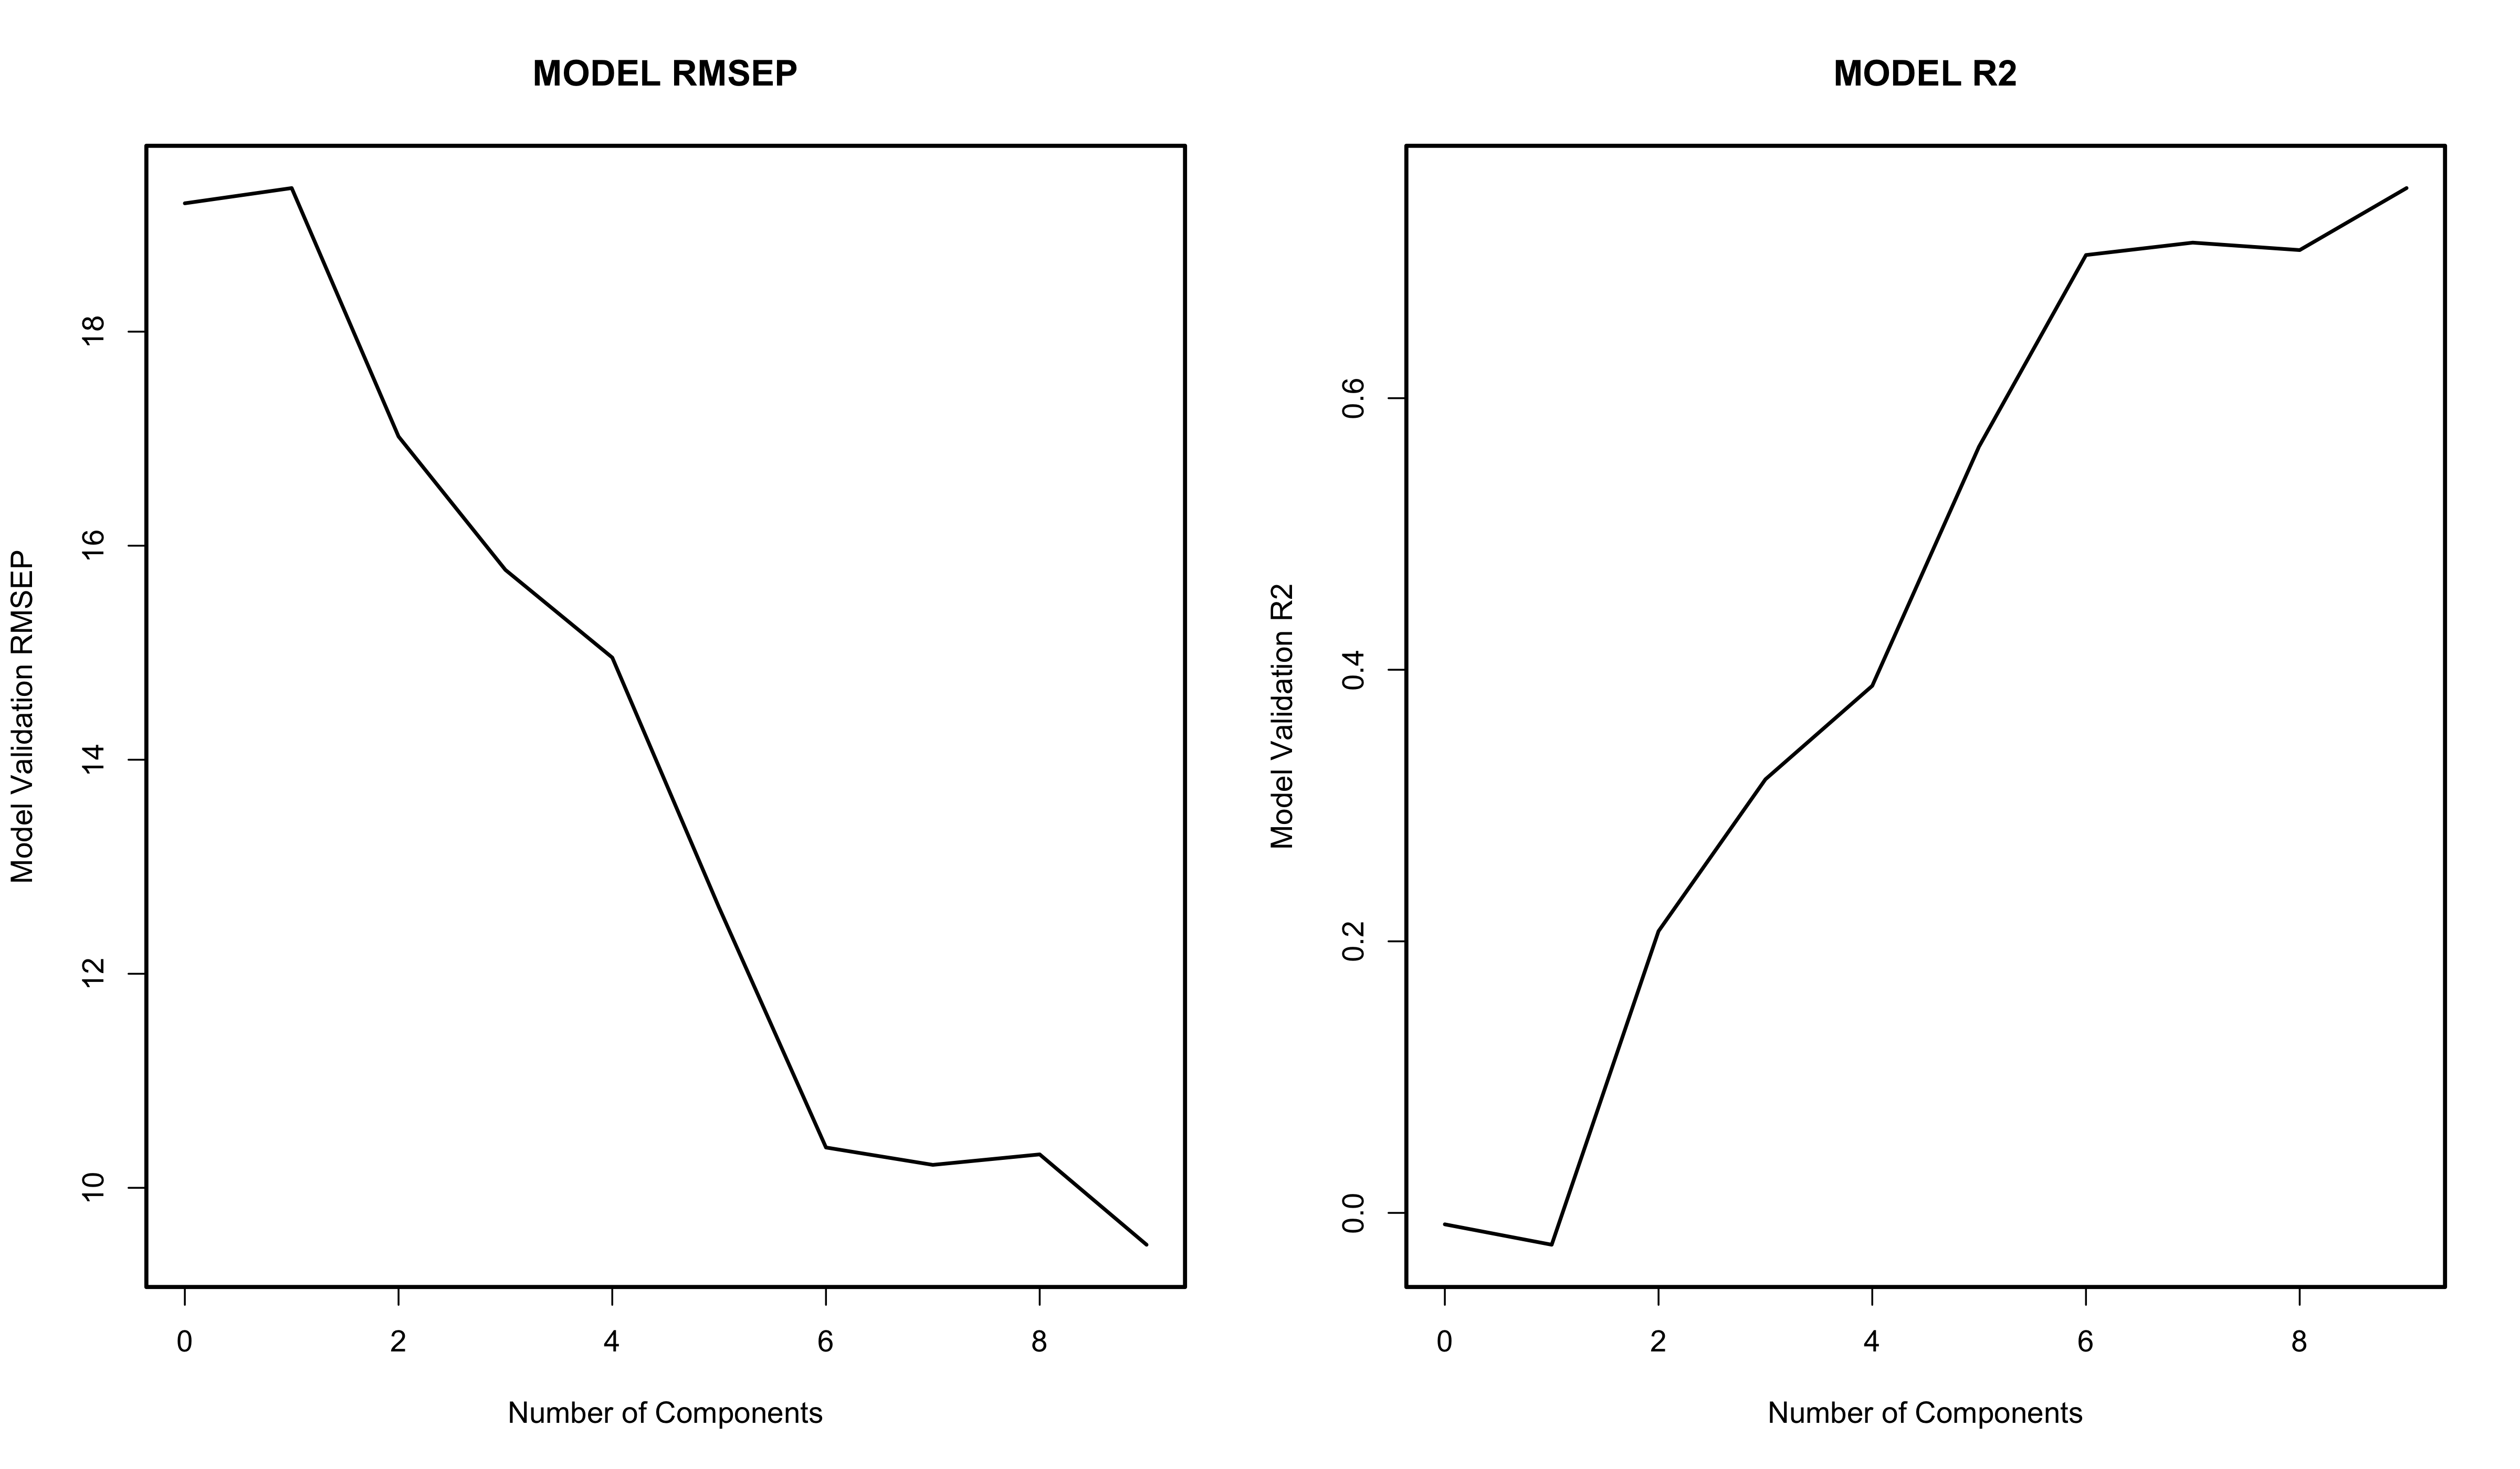 MODEL RMSEP
Model Validation RMSEP
18
16
14
12
10
0 2 4 6 8
Number of Components
MODEL R2
Model Validation R2
0.6
0.4
0.2
0.0
0 2 4 6 8
Number of Components